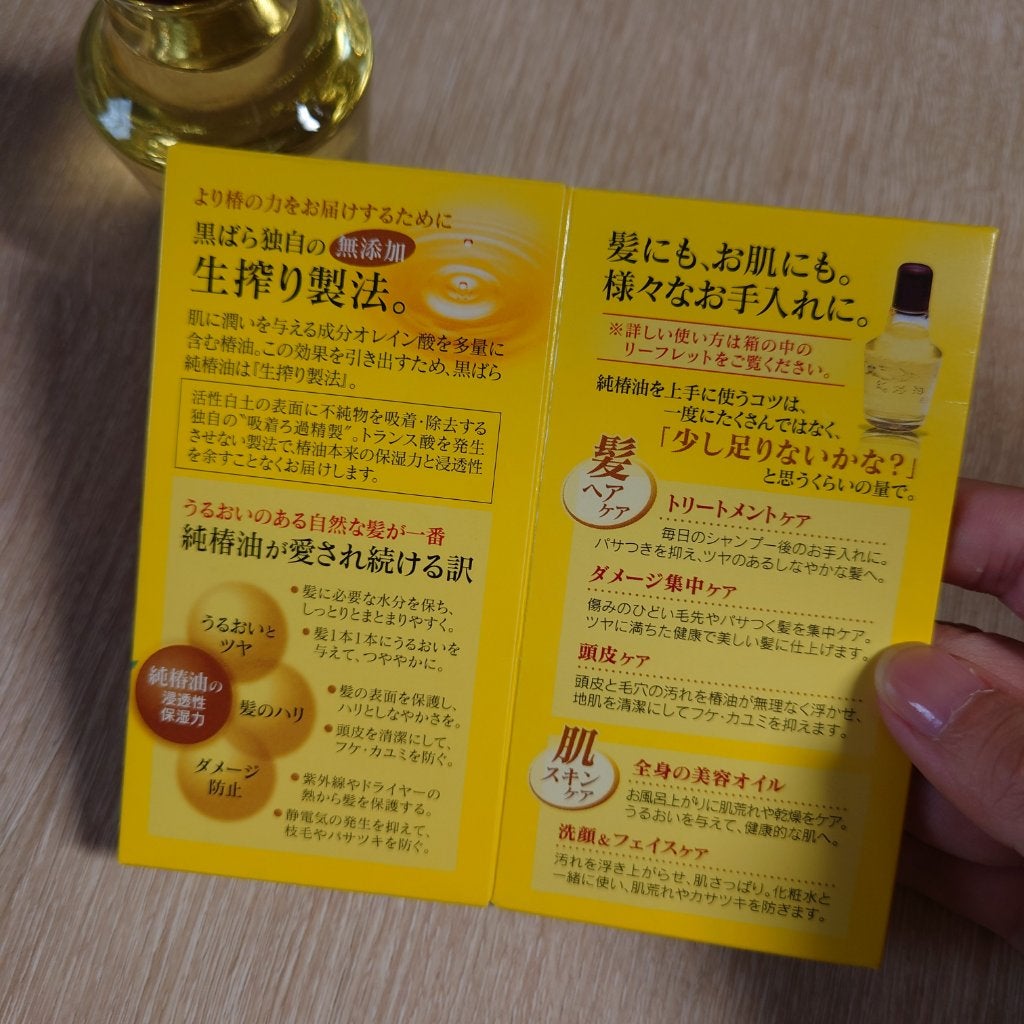 より椿の力をお届けするために
黒ばら独自の 無添加
生搾り製法。
肌に潤いを与える成分オレイン酸を多量に
含む椿油。この効果を引き出すため、黒ばら
純椿油は『生搾り製法』。
活性白土の表面に不純物を吸着・除去する
独自の“吸着ろ過精製”。トランス酸を発生
させない製法で、椿油本来の保湿力と浸透性
を余すことなくお届けします。
うるおいのある自然な髪が一番
純椿油が愛され続ける訳
純椿油の
浸透性
保湿力
うるおいと
ツヤ
●髪に必要な水分を保ち、
しっとりとまとまりやすく。
●髪1本1本にうるおいを
与えて、つややかに。
髪のハリ
●髪の表面を保護し、
ハリとしなやかさを。
●頭皮を清潔にして、
フケ・カユミを防ぐ。
ダメージ
防止
●紫外線やドライヤーの
熱から髪を保護する。
●静電気の発生を抑えて、
枝毛やパサツキを防ぐ。
髪にも、お肌にも。
様々なお手入れに。
※詳しい使い方は箱の中の
リーフレットをご覧ください。
純椿油を上手に使うコツは、
一度にたくさんではなく、
「少し足りないかな?」
と思うくらいの量で。
髪
ヘア
ケア
トリートメントケア
毎日のシャンプー後のお手入れに。
パサつきを抑え、ツヤのあるしなやかな髪へ。
ダメージ集中ケア
傷みのひどい毛先やパサつく髪を集中ケア。
ツヤに満ちた健康で美しい髪に仕上げます。
頭皮ケア
頭皮と毛穴の汚れを椿油が無理なく浮かせ、
地肌を清潔にしてフケ・カユミを抑えます。
肌
スキン
ケア
全身の美容オイル
お風呂上がりに肌荒れや乾燥をケア。
うるおいを与えて、健康的な肌へ。
洗顔&フェイスケア
汚れを浮き上がらせ、肌さっぱり。化粧水と
一緒に使い、肌荒れやカサツキを防ぎます。